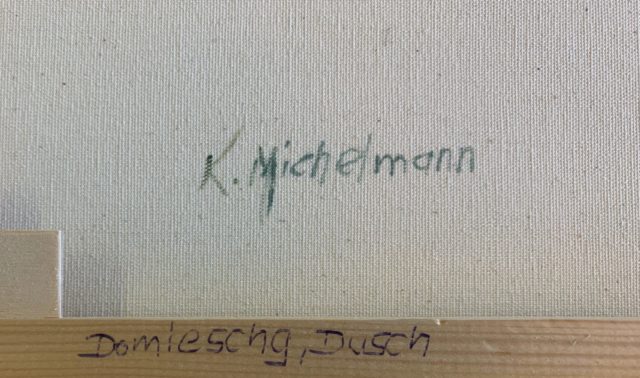 K. Michelmann
Domleschg, Dusch